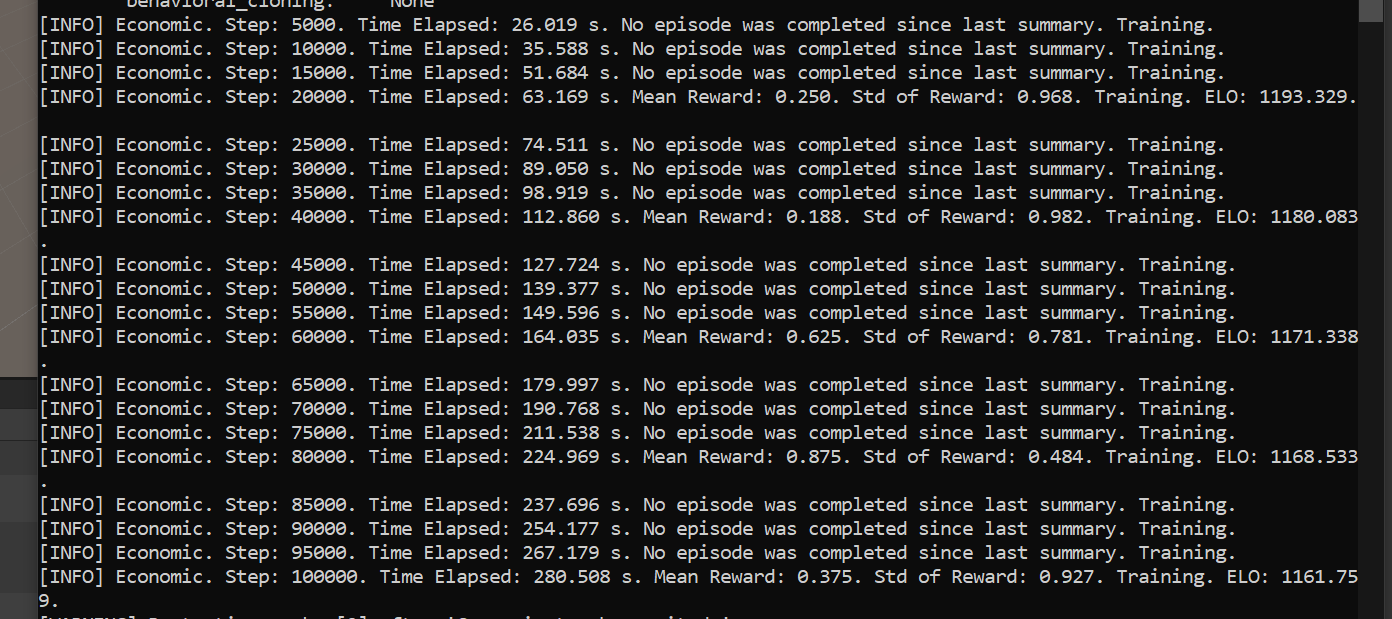 behavioral_cloning: None
[INFO] Economic. Step: 5000. Time Elapsed: 26.019 s. No episode was completed since last summary. Training.
[INFO] Economic. Step: 10000. Time Elapsed: 35.588 s. No episode was completed since last summary. Training.
[INFO] Economic. Step: 15000. Time Elapsed: 51.684 s. No episode was completed since last summary. Training.
[INFO] Economic. Step: 20000. Time Elapsed: 63.169 s. Mean Reward: 0.250. Std of Reward: 0.968. Training. ELO: 1193.329.
[INFO] Economic. Step: 25000. Time Elapsed: 74.511 s. No episode was completed since last summary. Training.
[INFO] Economic. Step: 30000. Time Elapsed: 89.050 s. No episode was completed since last summary. Training.
[INFO] Economic. Step: 35000. Time Elapsed: 98.919 s. No episode was completed since last summary. Training.
[INFO] Economic. Step: 40000. Time Elapsed: 112.860 s. Mean Reward: 0.188. Std of Reward: 0.982. Training. ELO: 1180.083
.
[INFO] Economic. Step: 45000. Time Elapsed: 127.724 s. No episode was completed since last summary. Training.
[INFO] Economic. Step: 50000. Time Elapsed: 139.377 s. No episode was completed since last summary. Training.
[INFO] Economic. Step: 55000. Time Elapsed: 149.596 s. No episode was completed since last summary. Training.
[INFO] Economic. Step: 60000. Time Elapsed: 164.035 s. Mean Reward: 0.625. Std of Reward: 0.781. Training. ELO: 1171.338
.
[INFO] Economic. Step: 65000. Time Elapsed: 179.997 s. No episode was completed since last summary. Training.
[INFO] Economic. Step: 70000. Time Elapsed: 190.768 s. No episode was completed since last summary. Training.
[INFO] Economic. Step: 75000. Time Elapsed: 211.538 s. No episode was completed since last summary. Training.
[INFO] Economic. Step: 80000. Time Elapsed: 224.969 s. Mean Reward: 0.875. Std of Reward: 0.484. Training. ELO: 1168.533
.
[INFO] Economic. Step: 85000. Time Elapsed: 237.696 s. No episode was completed since last summary. Training.
[INFO] Economic. Step: 90000. Time Elapsed: 254.177 s. No episode was completed since last summary. Training.
[INFO] Economic. Step: 95000. Time Elapsed: 267.179 s. No episode was completed since last summary. Training.
[INFO] Economic. Step: 100000. Time Elapsed: 280.508 s. Mean Reward: 0.375. Std of Reward: 0.927. Training. ELO: 1161.75
9.